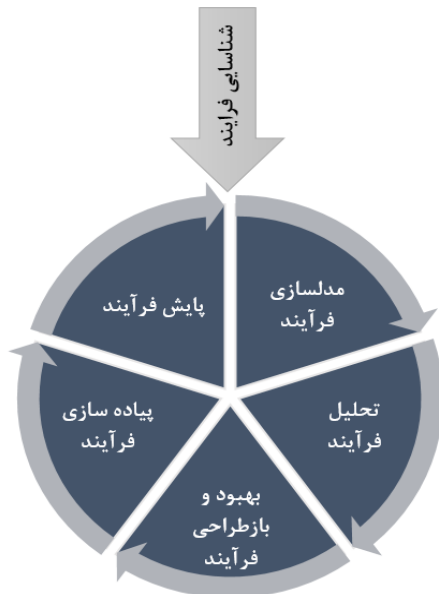 شناسایی فرایند
مدلسازی
فرآیند
تحلیل
فرآیند
بهبود و
بازطراحی
فرآیند
پیاده سازی
فرآیند
پایش فرآیند